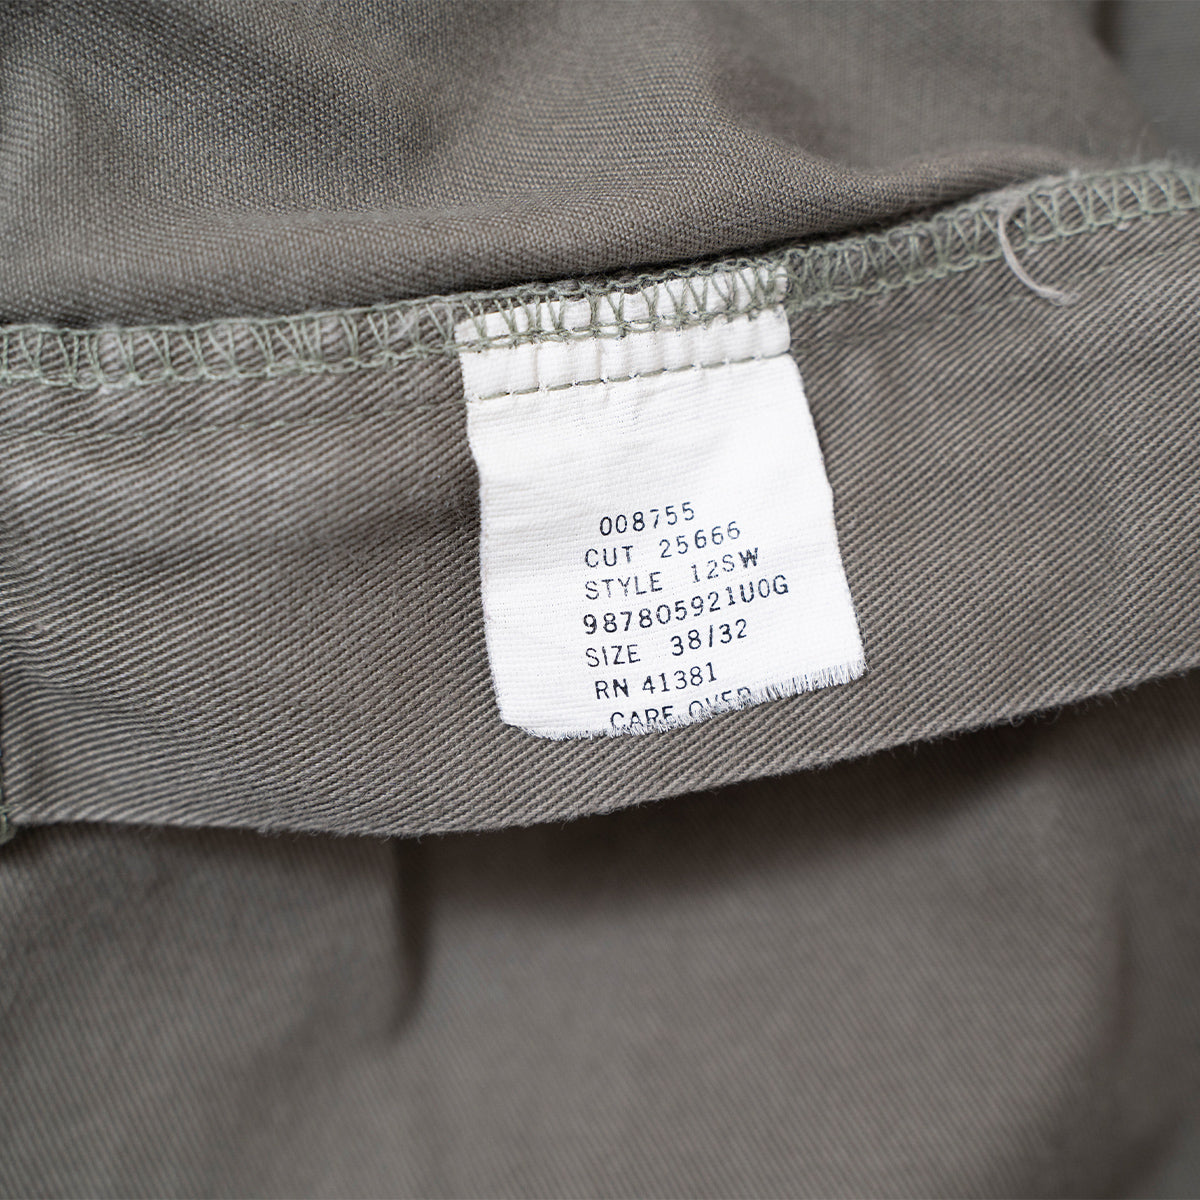 008755
CUT 25666
STYLE 12SW
987805921U0G
SIZE 38/32
RN 41381
CARE OVER